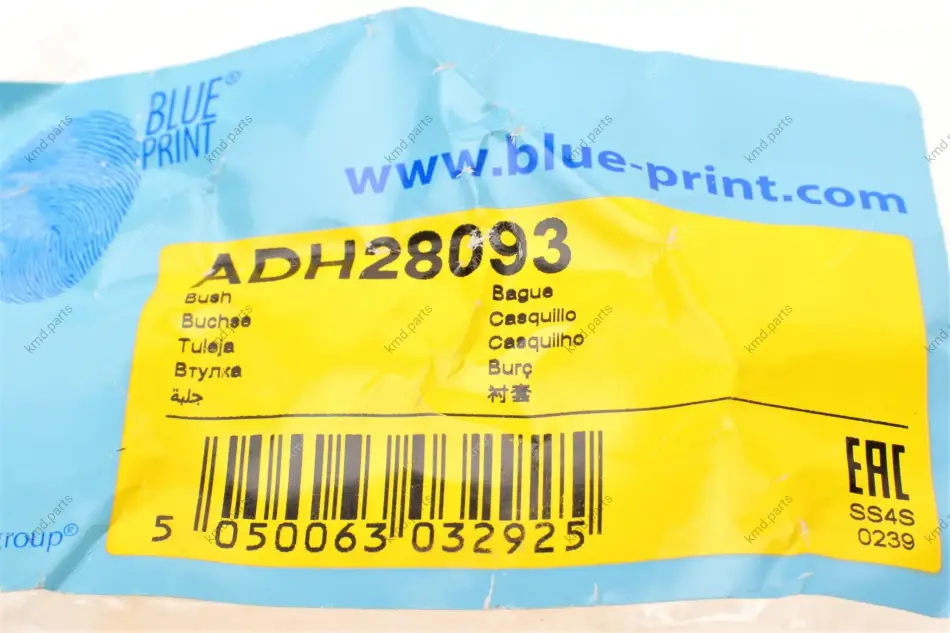 BLUE®
PRINT
www.blue-print.com
ADH28093
Bush
Buchse
Tuleja
Втулка
جلبة
Bague
Casquillo
Casquilho
Burç
衬套
5 050063 032925
EAC
SS4S
0239
group®
kmd.parts